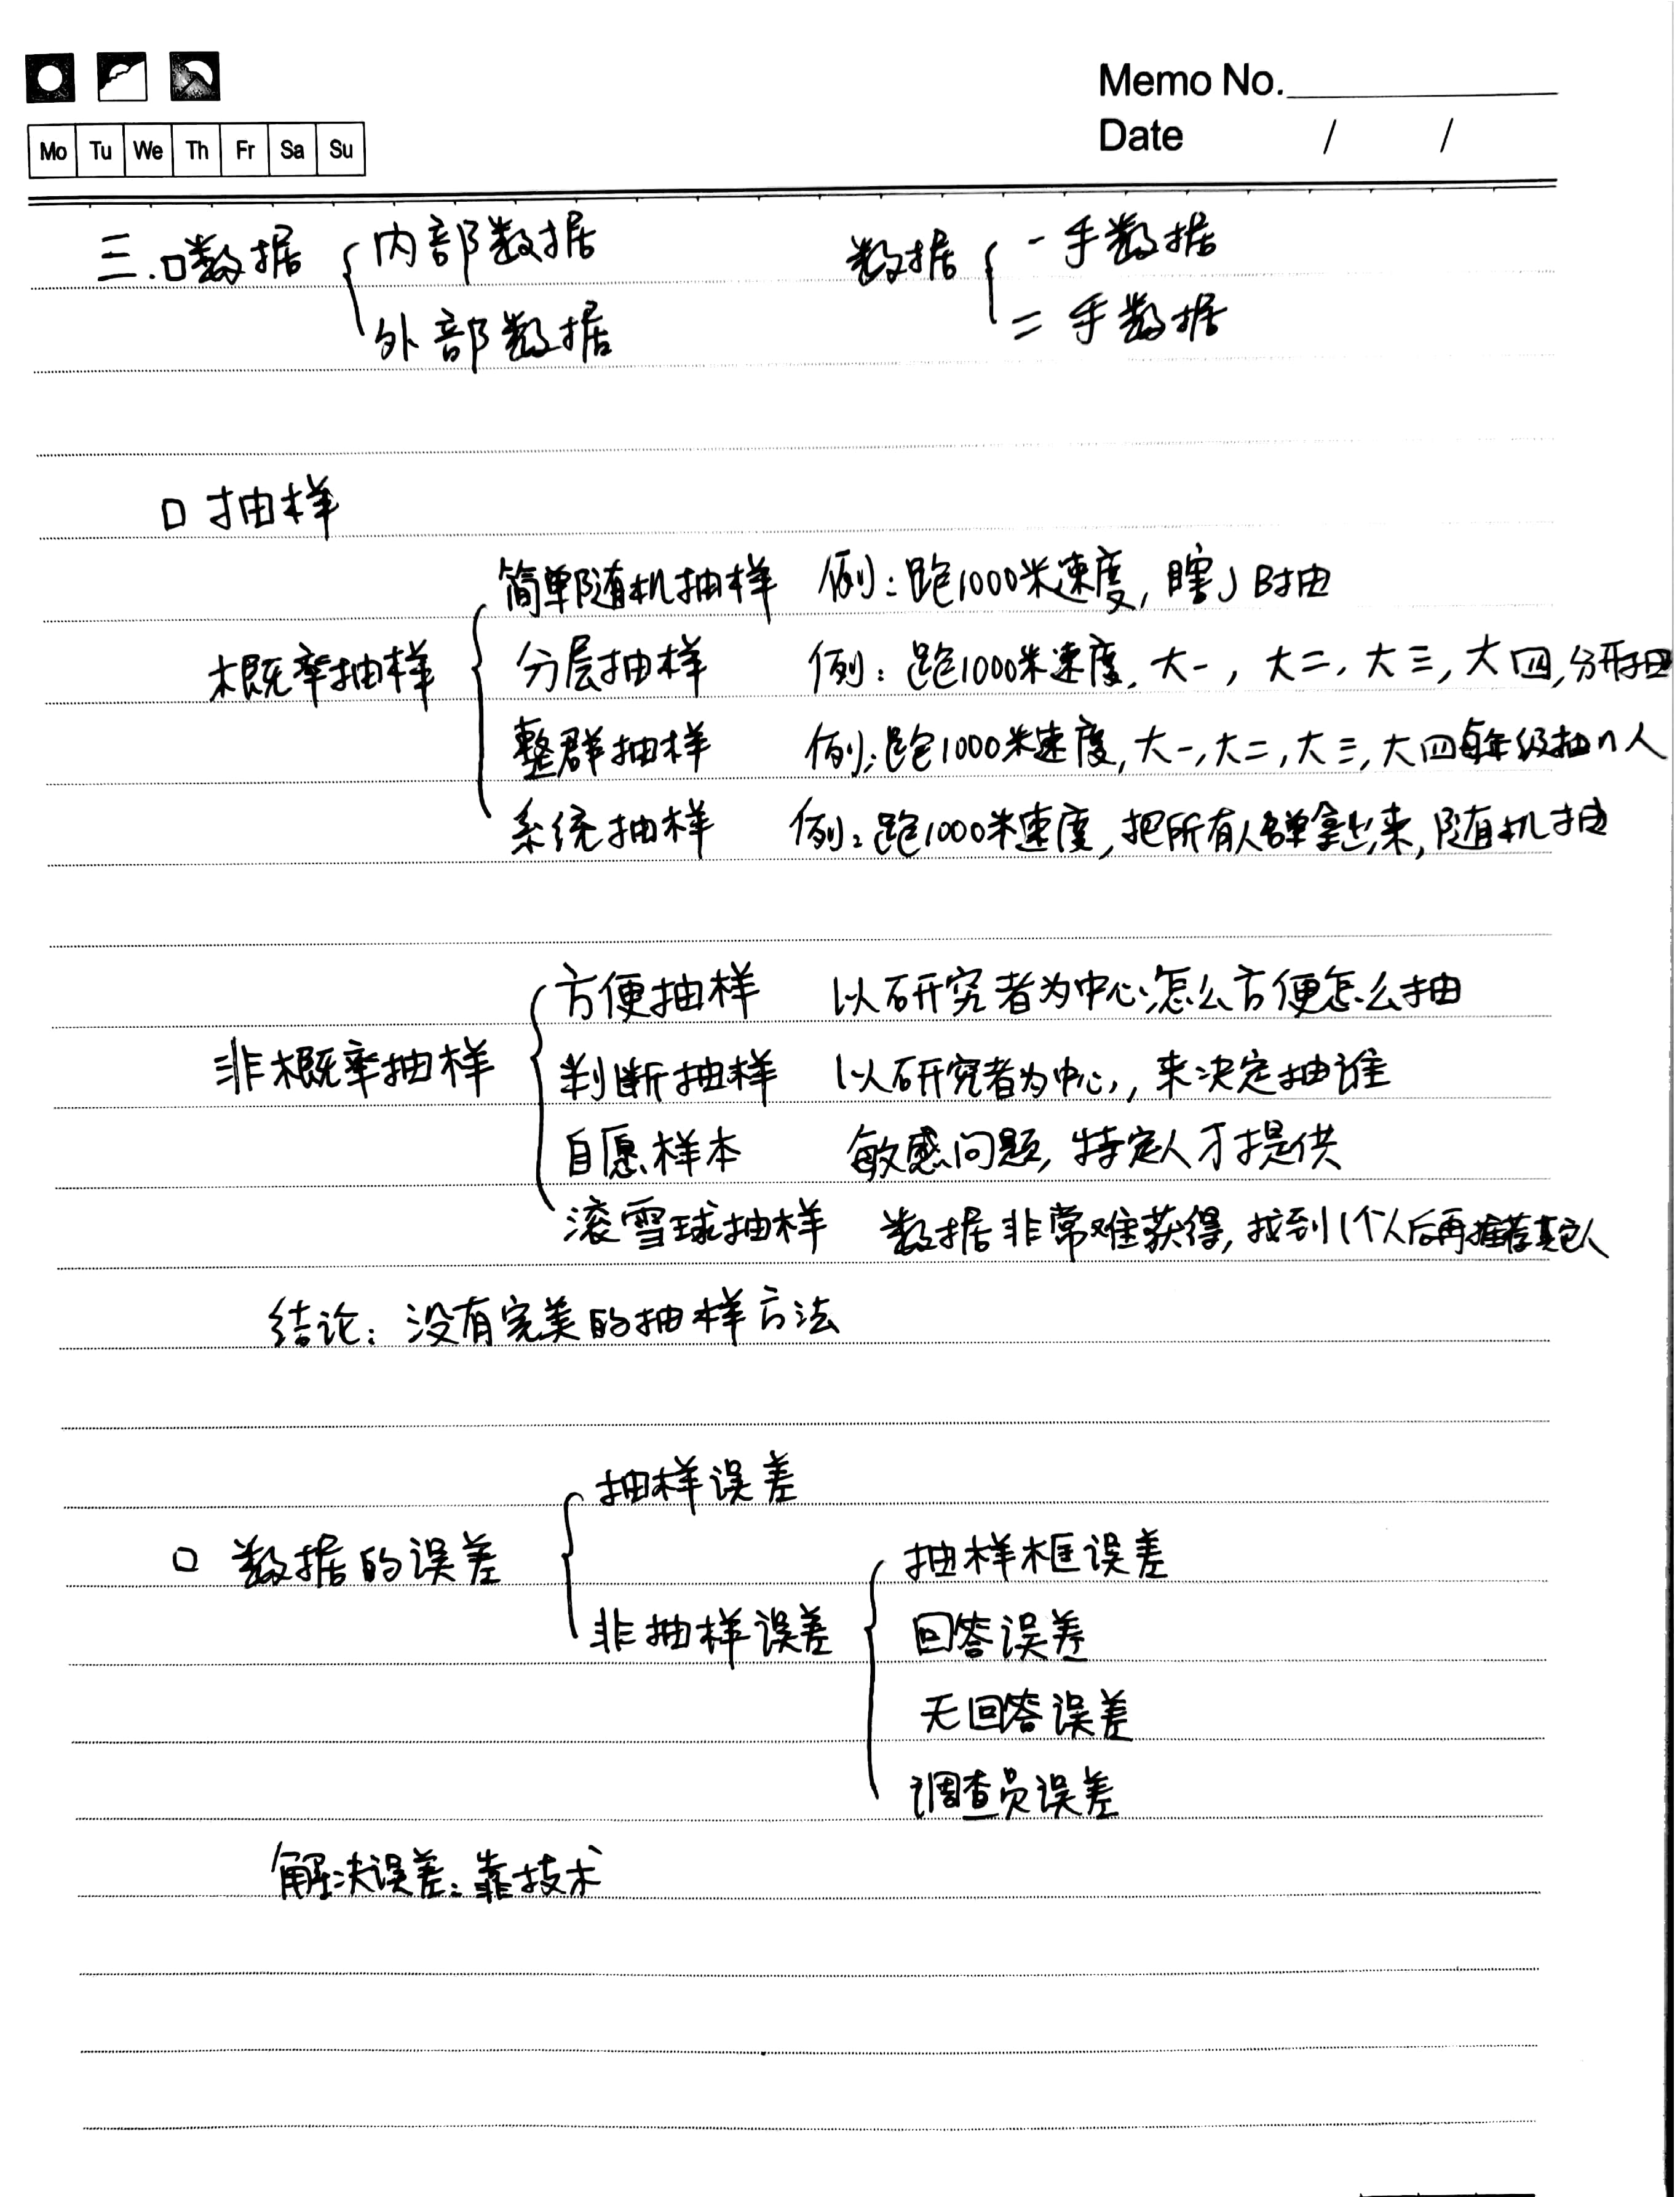 Memo No.
Mo Tu We Th Fr Sa Su
Date / /
三.口数据 内部数据 数据 一手数据
外部数据 二手数据
口 抽样
简单随机抽样 例:跑1000米速度,瞎JB抽
概率抽样 分层抽样 例:跑1000米速度,大一,大二,大三,大四,分开抽
整群抽样 例:跑1000米速度,大一,大二,大三,大四每年级抽n人
系统抽样 例:跑1000米速度,把所有人名单拿出来,随机抽
方便抽样 以研究者为中心:怎么方便怎么抽
非概率抽样 判断抽样 以研究者为中心,来决定抽谁
自愿样本 敏感问题,特定人才提供
滚雪球抽样 数据非常难获得,找到1个人后再推荐其它人
结论:没有完美的抽样方法
抽样误差
口 数据的误差 抽样框误差
非抽样误差 回答误差
无回答误差
调查员误差
解决误差:靠技术